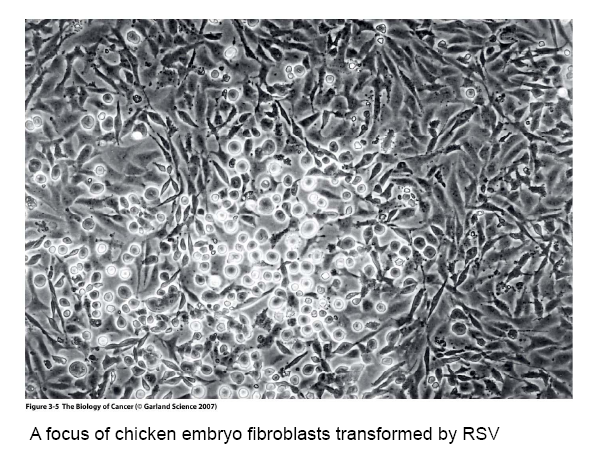 Figure 3-5 The Biology of Cancer (© Garland Science 2007)
A focus of chicken embryo fibroblasts transformed by RSV